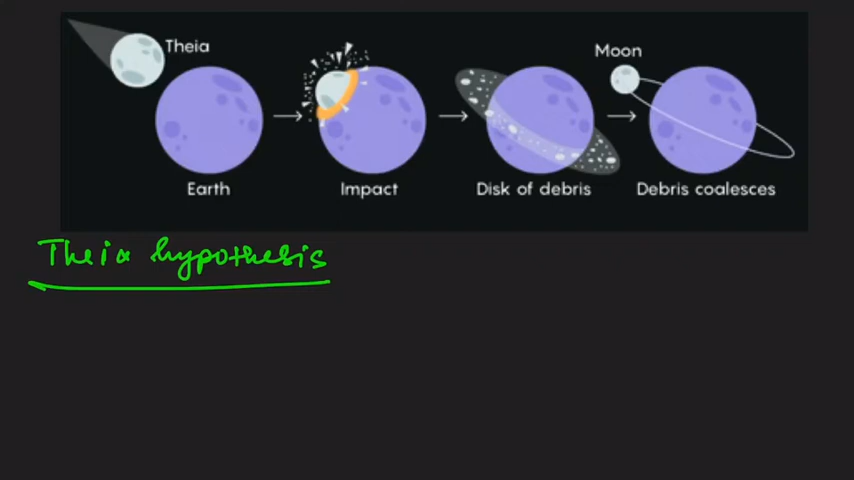 Theia
Moon
Earth
Impact
Disk of debris
Debris coalesces
Theia hypothesis